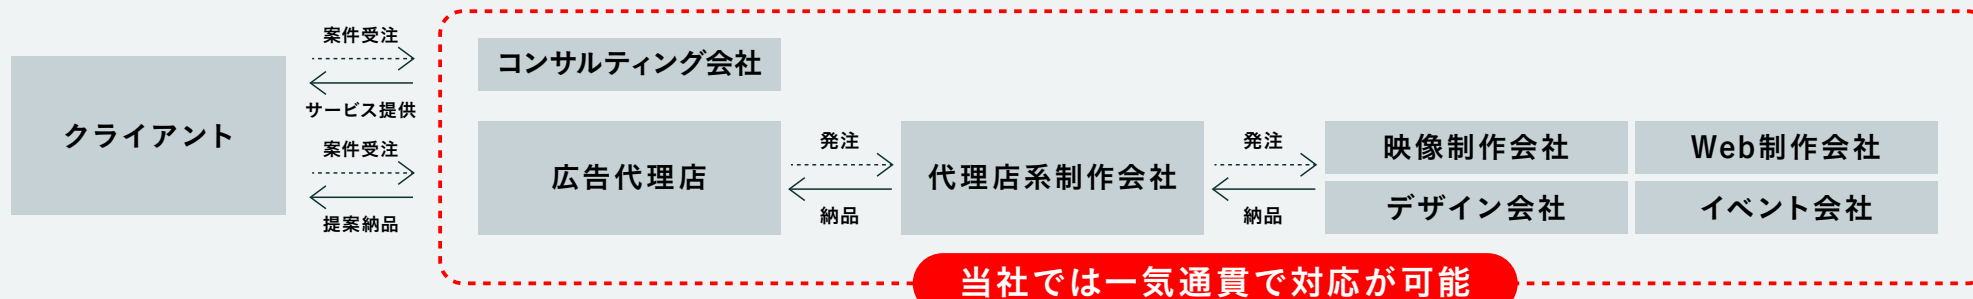 クライアント
案件受注
サービス提供
案件受注
提案納品
コンサルティング会社
広告代理店
発注
納品
代理店系制作会社
発注
納品
映像制作会社
Web制作会社
デザイン会社
イベント会社
当社では一気通貫で対応が可能